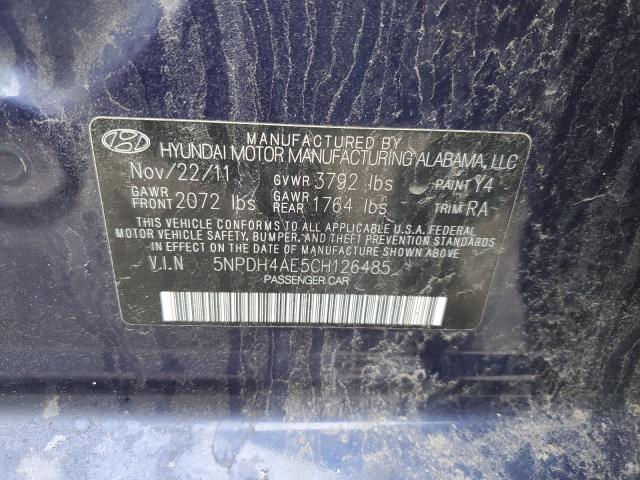 MANUFACTURED BY
HYUNDAI MOTOR MANUFACTURING ALABAMA, LLC
Nov/22/11 GVWR 3792 lbs PAINT Y4
GAWR FRONT 2072 lbs GAWR REAR 1764 lbs TRIM RA
THIS VEHICLE CONFORMS TO ALL APPLICABLE U.S.A. FEDERAL
MOTOR VEHICLE SAFETY, BUMPER, AND THEFT PREVENTION STANDARDS
IN EFFECT ON THE DATE OF MANUFACTURE SHOWN ABOVE
V.I.N 5NPDH4AE5CH126485
PASSENGER CAR